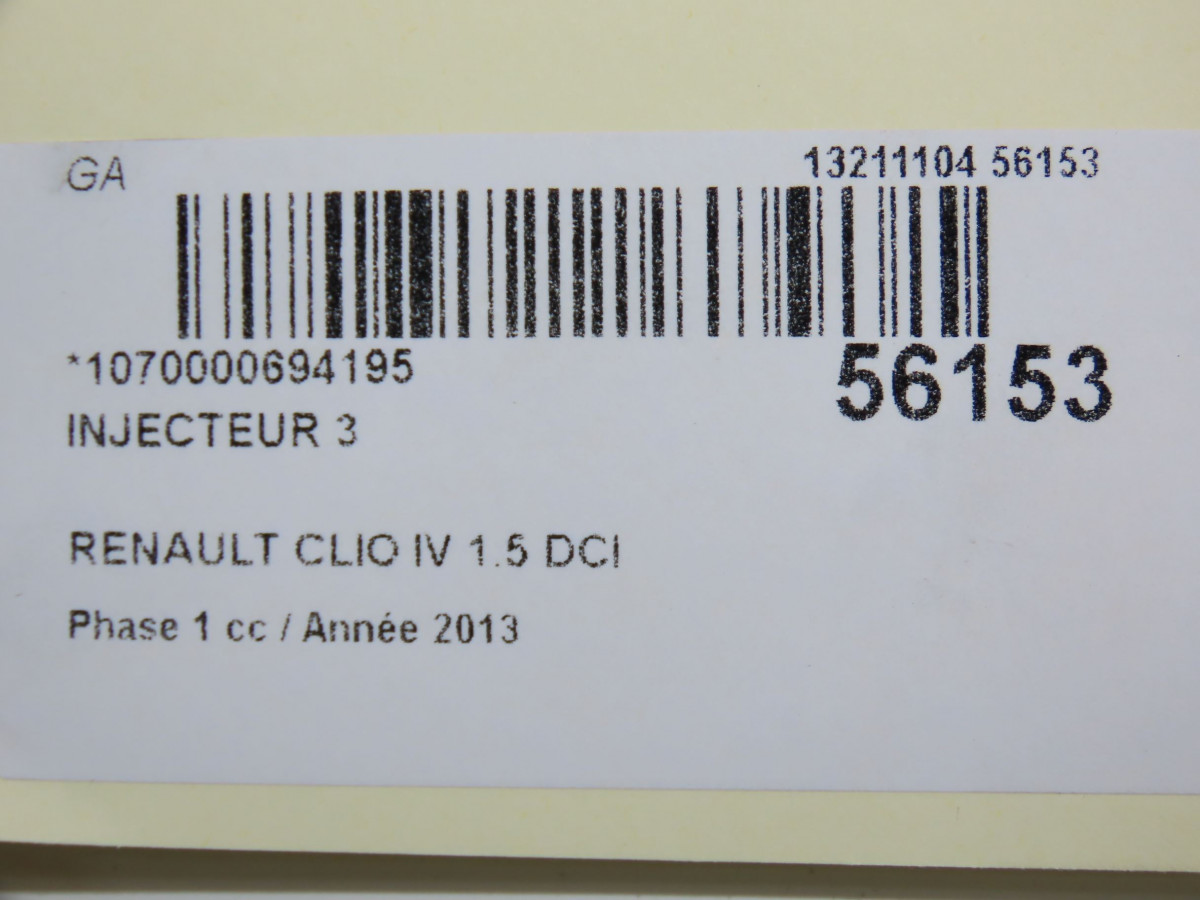 GA
13211104 56153
*1070000694195
56153
INJECTEUR 3
RENAULT CLIO IV 1.5 DCI
Phase 1 cc / Année 2013